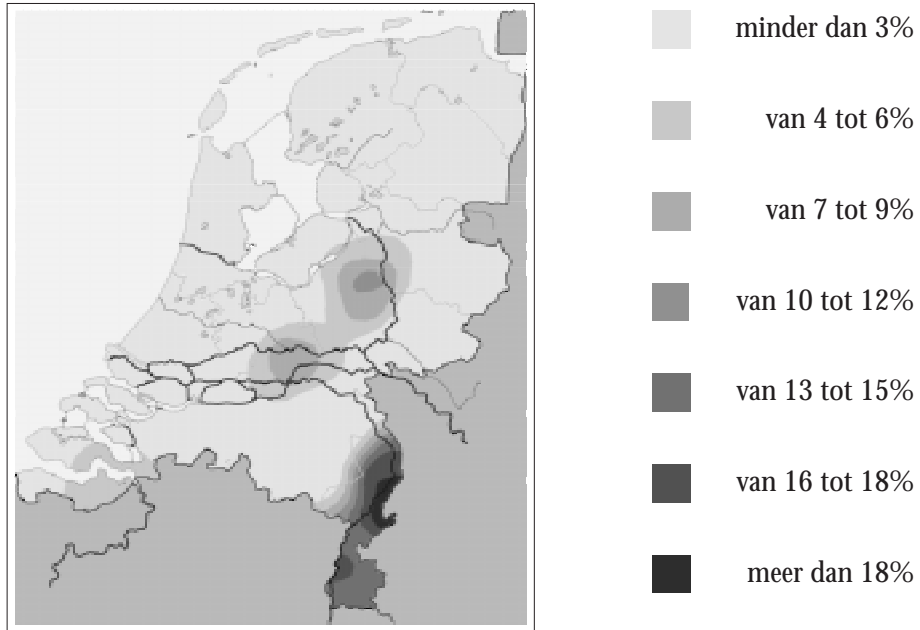 minder dan 3%
van 4 tot 6%
van 7 tot 9%
van 10 tot 12%
van 13 tot 15%
van 16 tot 18%
meer dan 18%